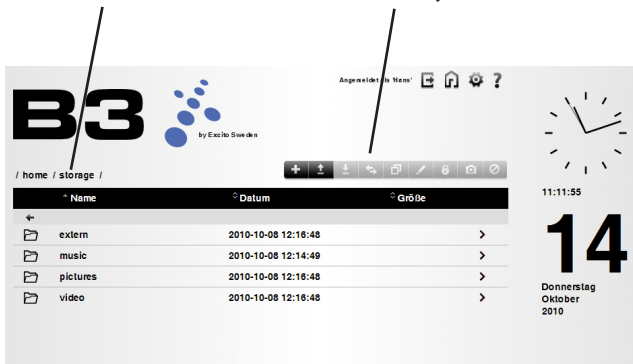 Angemeldet als 'Hans'
B3
by Excito Sweden
/ home / storage /
^ Name Datum Größe
extern 2010-10-08 12:16:48
music 2010-10-08 12:14:49
pictures 2010-10-08 12:16:48
video 2010-10-08 12:16:48
11:11:55
14
Donnerstag
Oktober
2010